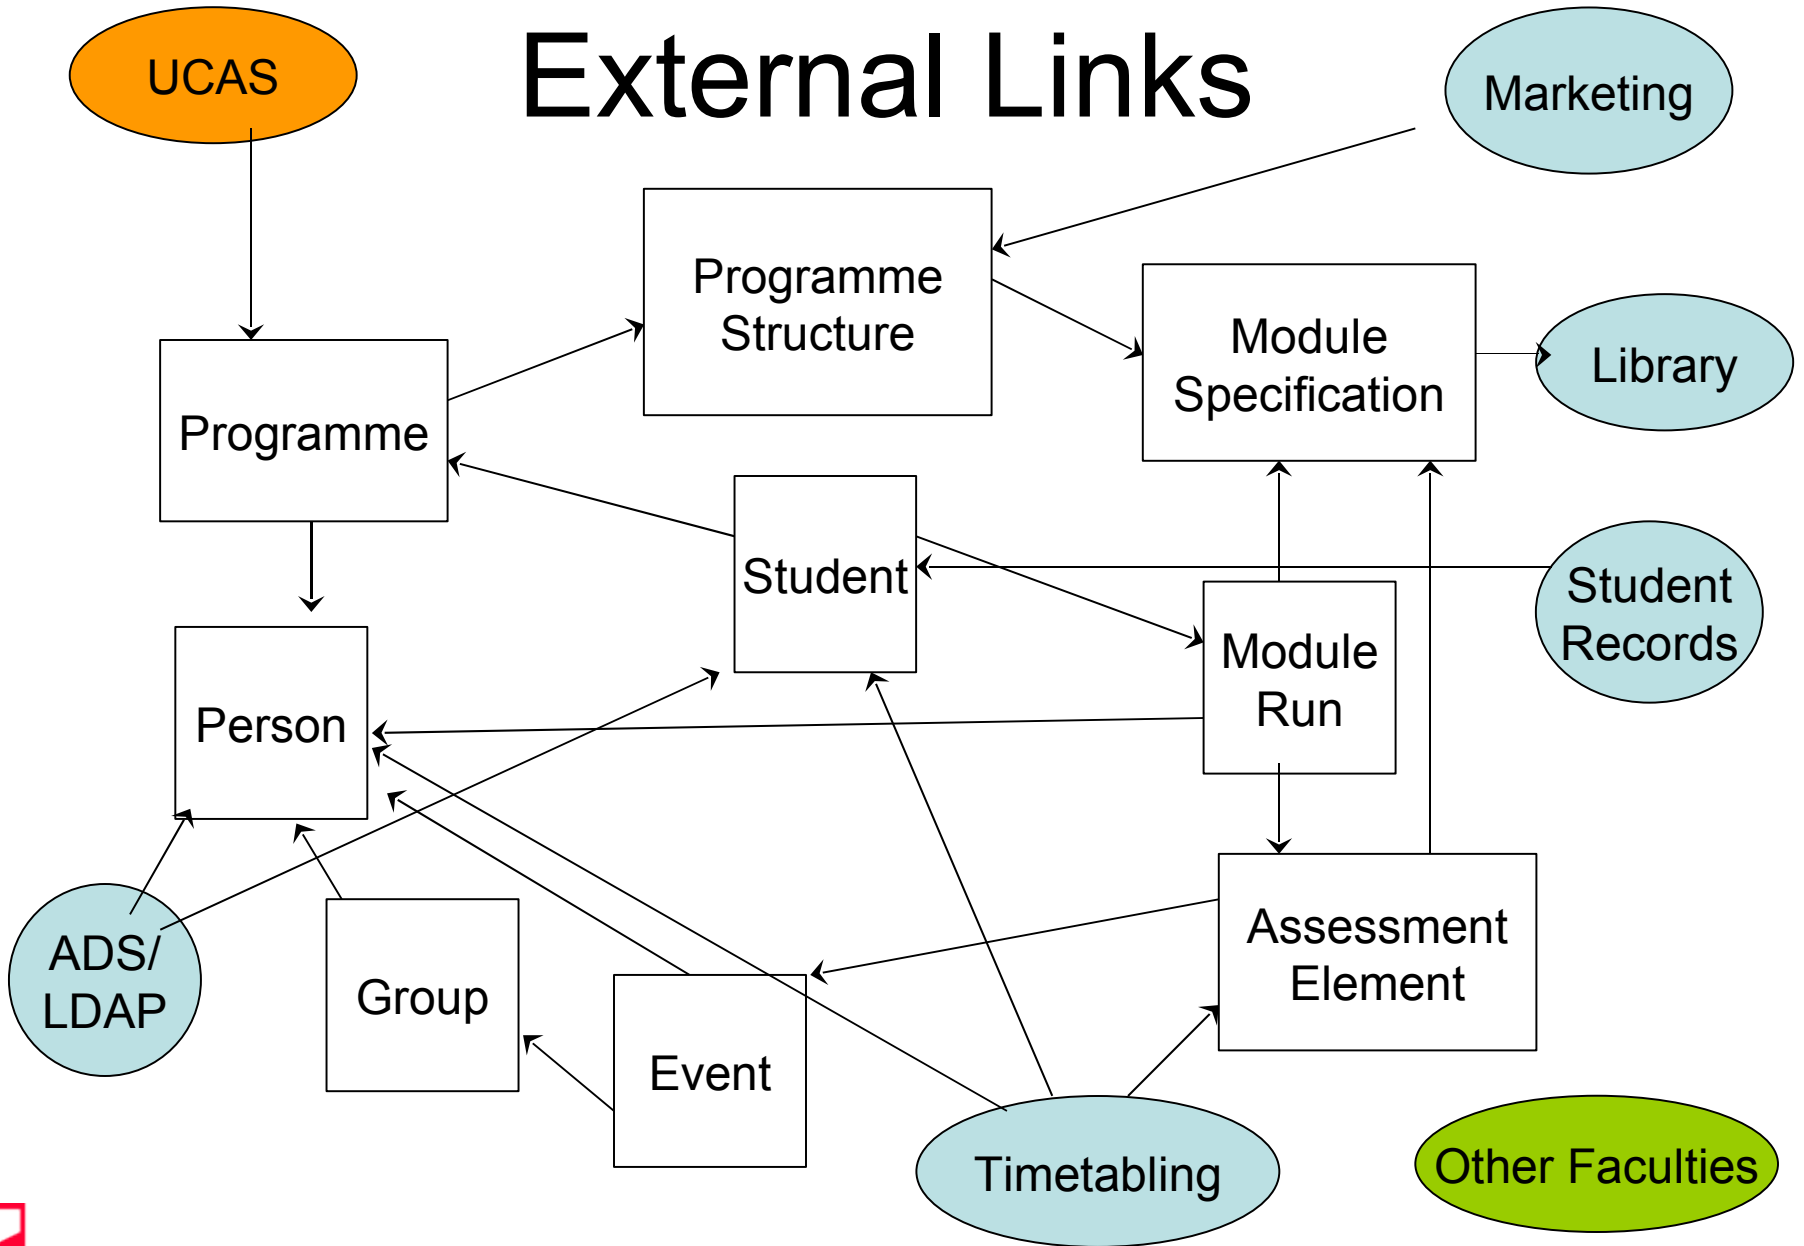 External Links
UCAS
Marketing
Programme
Structure
Module
Specification
Library
Programme
Student
Student
Records
Module
Run
Person
ADS/
LDAP
Group
Event
Assessment
Element
Timetabling
Other Faculties